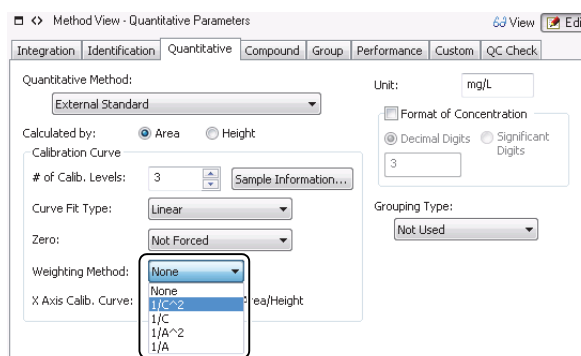 Method View - Quantitative Parameters
View
Edi
Integration Identification Quantitative Compound Group Performance Custom QC Check
Quantitative Method:
External Standard
Calculated by: Area Height
Calibration Curve
# of Calib. Levels: 3 Sample Information...
Curve Fit Type: Linear
Zero: Not Forced
Weighting Method: None
None
1/C^2
1/C
1/A^2
1/A
X Axis Calib. Curve: rea/Height
Unit: mg/L
Format of Concentration
Decimal Digits Significant
Digits
3
Grouping Type:
Not Used